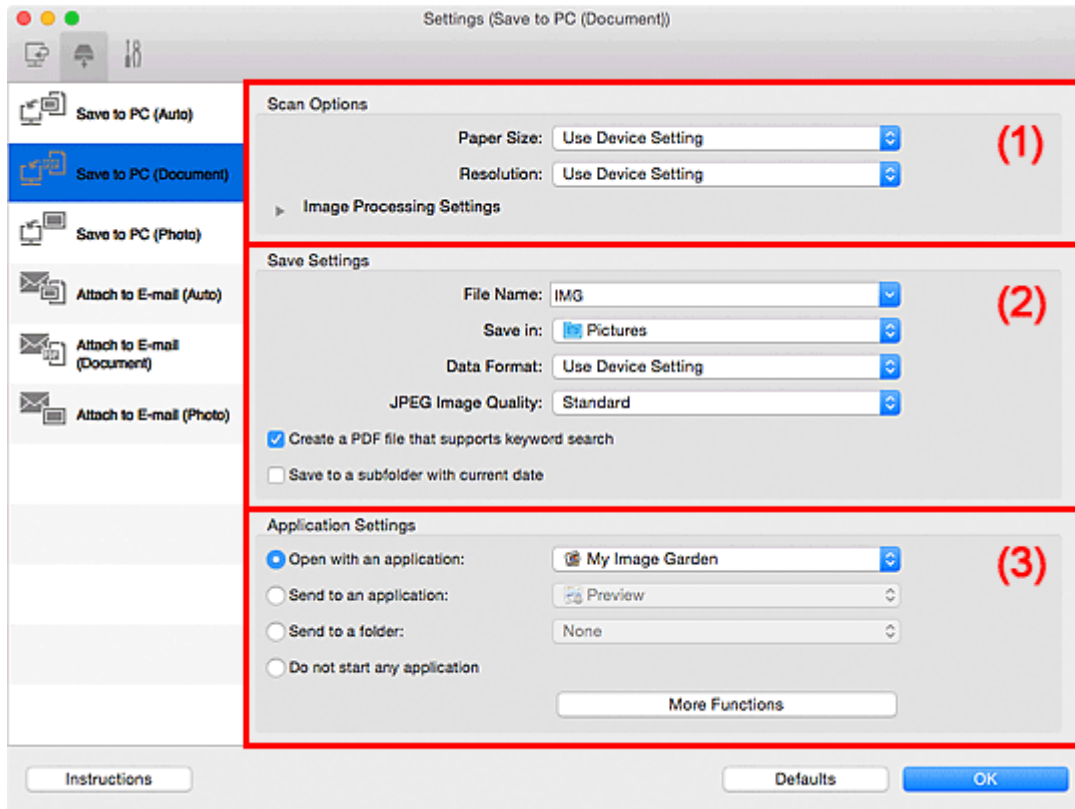 Settings (Save to PC (Document))
Save to PC (Auto)
Save to PC (Document)
Save to PC (Photo)
Attach to E-mail (Auto)
Attach to E-mail
(Document)
Attach to E-mail (Photo)
Scan Options
(1)
Paper Size: Use Device Setting
Resolution: Use Device Setting
Image Processing Settings
Save Settings
(2)
File Name: IMG
Save in: Pictures
Data Format: Use Device Setting
JPEG Image Quality: Standard
Create a PDF file that supports keyword search
Save to a subfolder with current date
Application Settings
(3)
Open with an application: My Image Garden
Send to an application: Preview
Send to a folder: None
Do not start any application
More Functions
Instructions
Defaults
OK